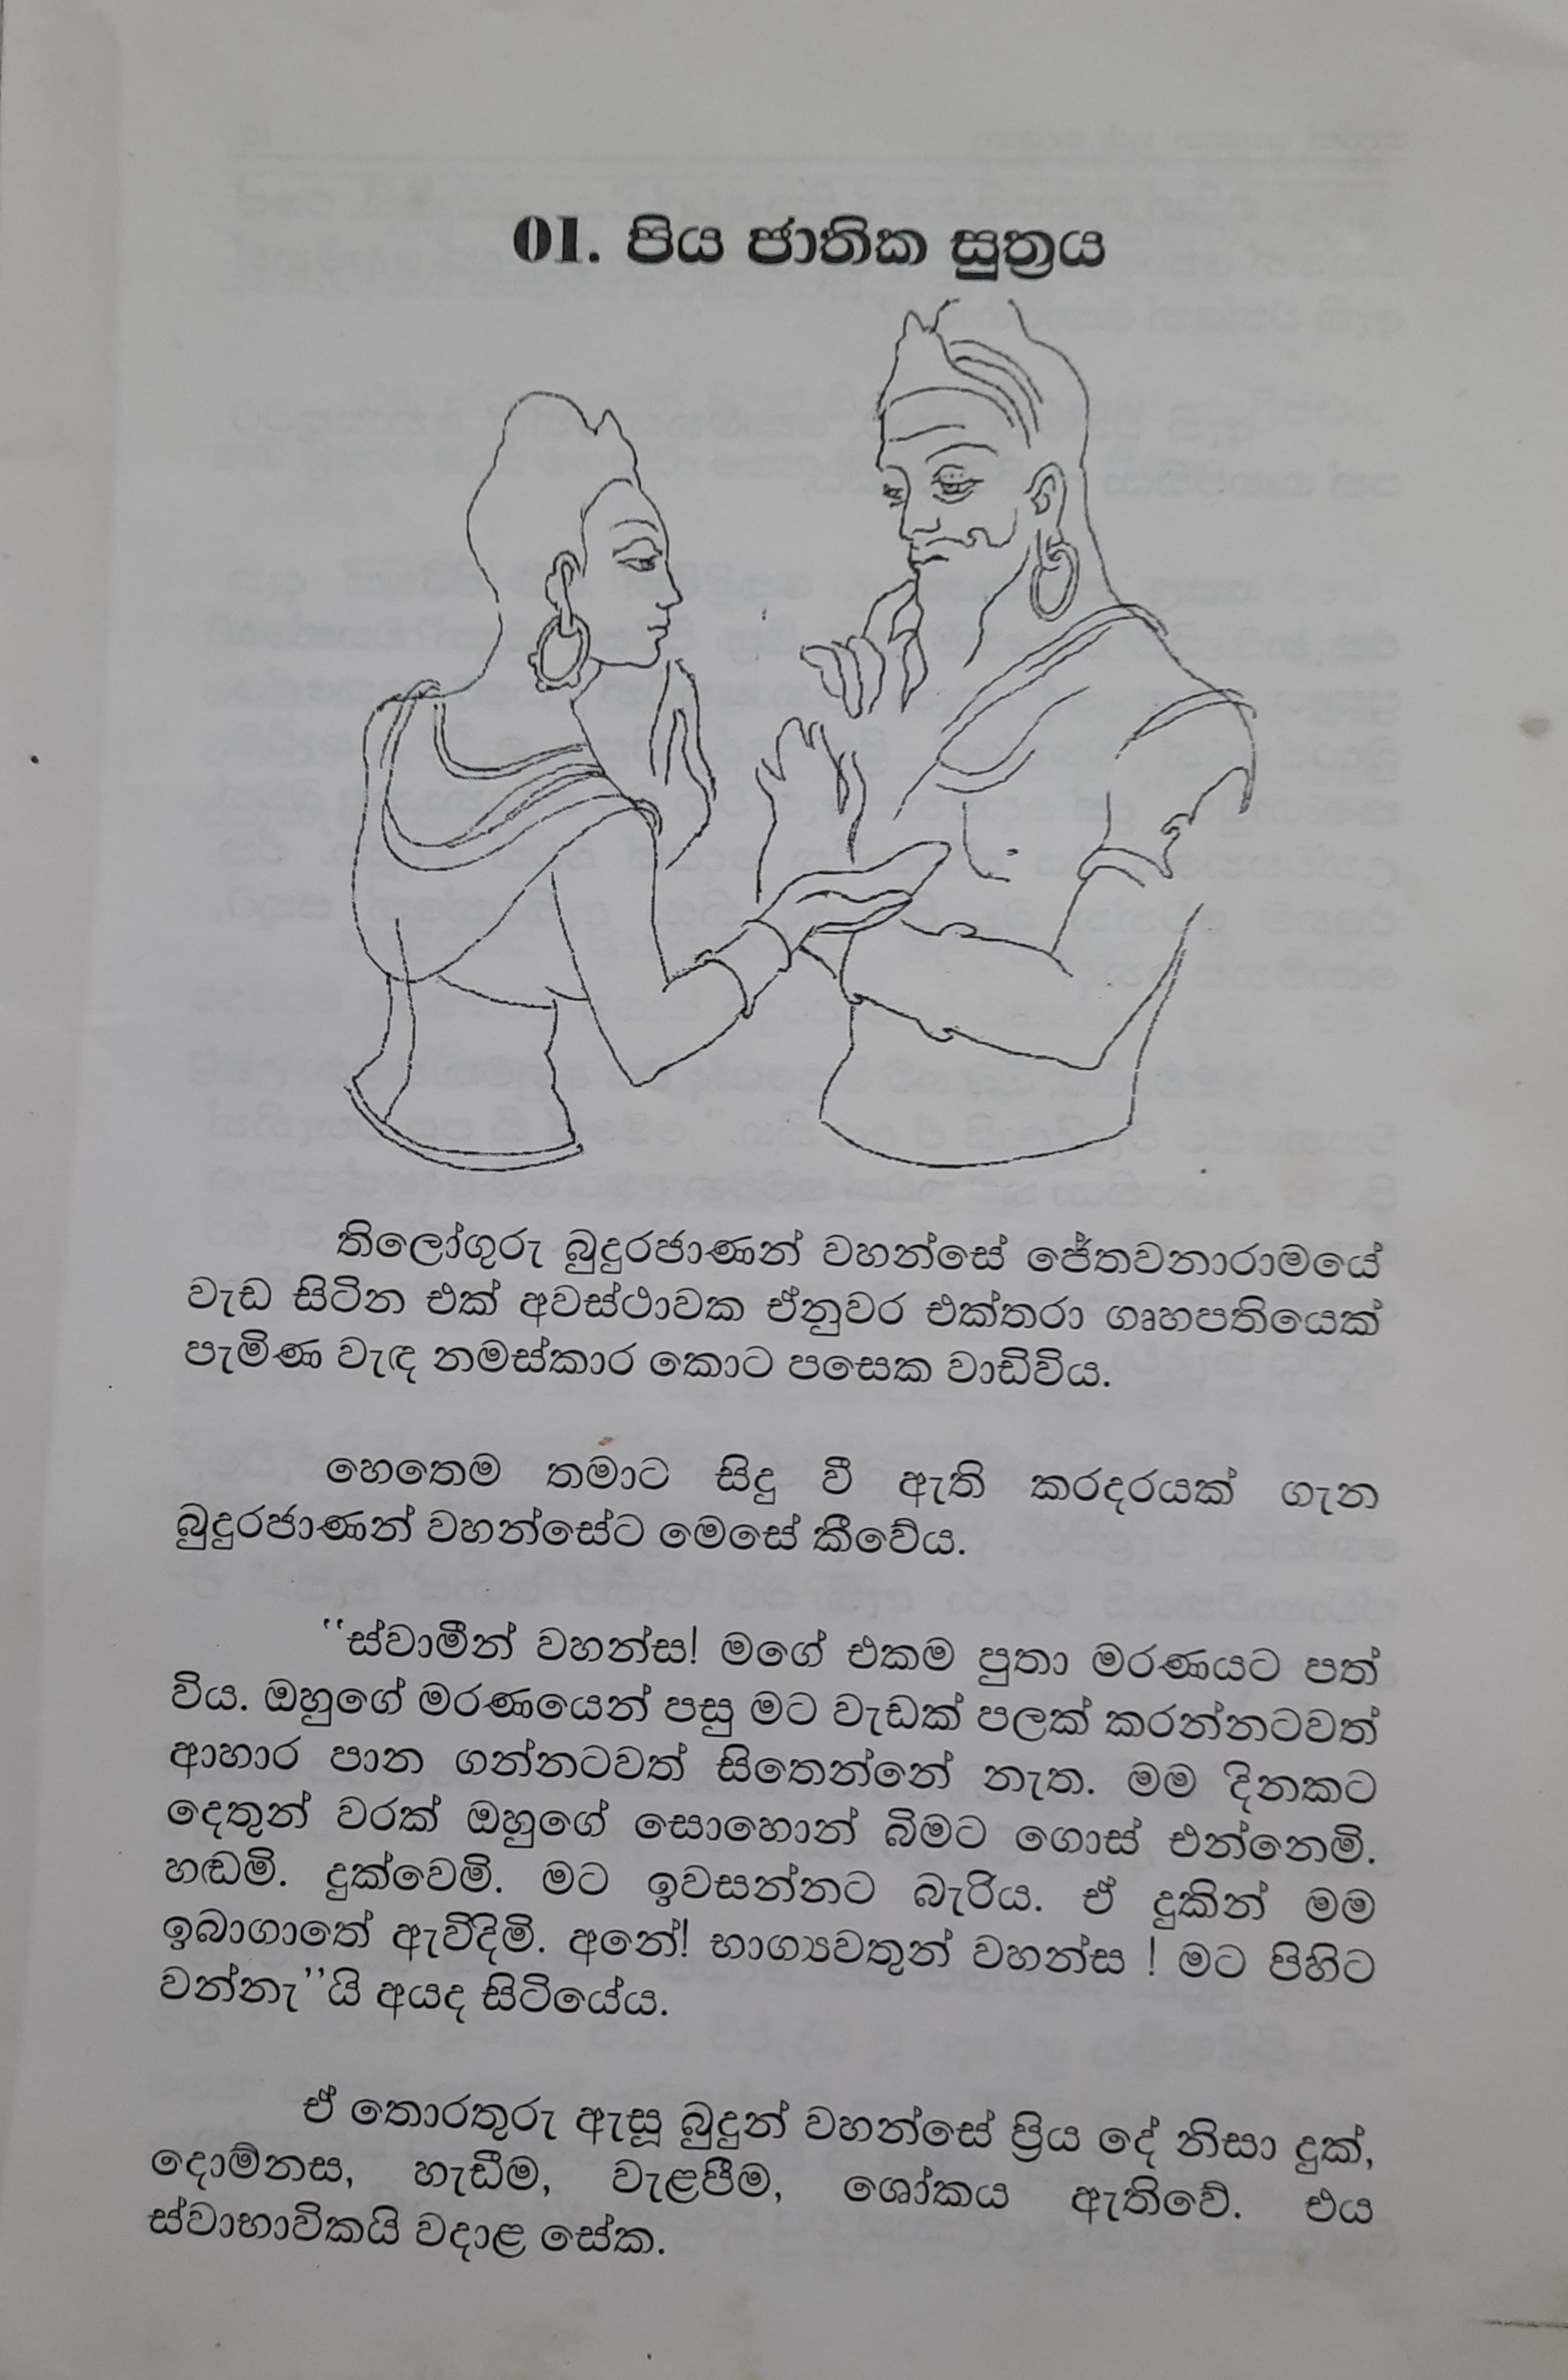 01. පිය ජාතික සුත්‍රය
තිලෝගුරු බුදුරජාණන් වහන්සේ ජේතවනාරාමයේ
වැඩ සිටින එක් අවස්ථාවක ඒනුවර එක්තරා ගෘහපතියෙක්
පැමිණ වැඳ නමස්කාර කොට පසෙක වාඩිවිය.
හෙතෙම තමාට සිදු වී ඇති කරදරයක් ගැන
බුදුරජාණන් වහන්සේට මෙසේ කීවේය.
‘‘ස්වාමීන් වහන්ස! මගේ එකම පුතා මරණයට පත්
විය. ඔහුගේ මරණයෙන් පසු මට වැඩක් පලක් කරන්නටවත්
ආහාර පාන ගන්නටවත් සිතෙන්නේ නැත. මම දිනකට
දෙතුන් වරක් ඔහුගේ සොහොන් බිමට ගොස් එන්නෙමි.
හඬමි. දුක්වෙමි. මට ඉවසන්නට බැරිය. ඒ දුකින් මම
ඉබාගාතේ ඇවිදිමි. අනේ! භාග්‍යවතුන් වහන්ස ! මට පිහිට
වන්නැ’’යි අයද සිටියේය.
ඒ තොරතුරු ඇසූ බුදුන් වහන්සේ ප්‍රිය දේ නිසා දුක්,
දොම්නස, හැඩීම, වැළපීම, ශෝකය ඇතිවේ. එය
ස්වාභාවිකයි වදාළ සේක.